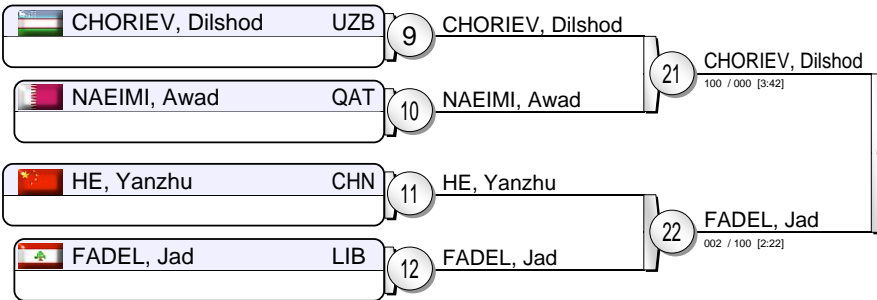 CHORIEV, Dilshod UZB
9
CHORIEV, Dilshod
21
CHORIEV, Dilshod
100 / 000 [3:42]
NAEIMI, Awad QAT
10
NAEIMI, Awad
HE, Yanzhu CHN
11
HE, Yanzhu
22
FADEL, Jad
002 / 100 [2:22]
FADEL, Jad LIB
12
FADEL, Jad